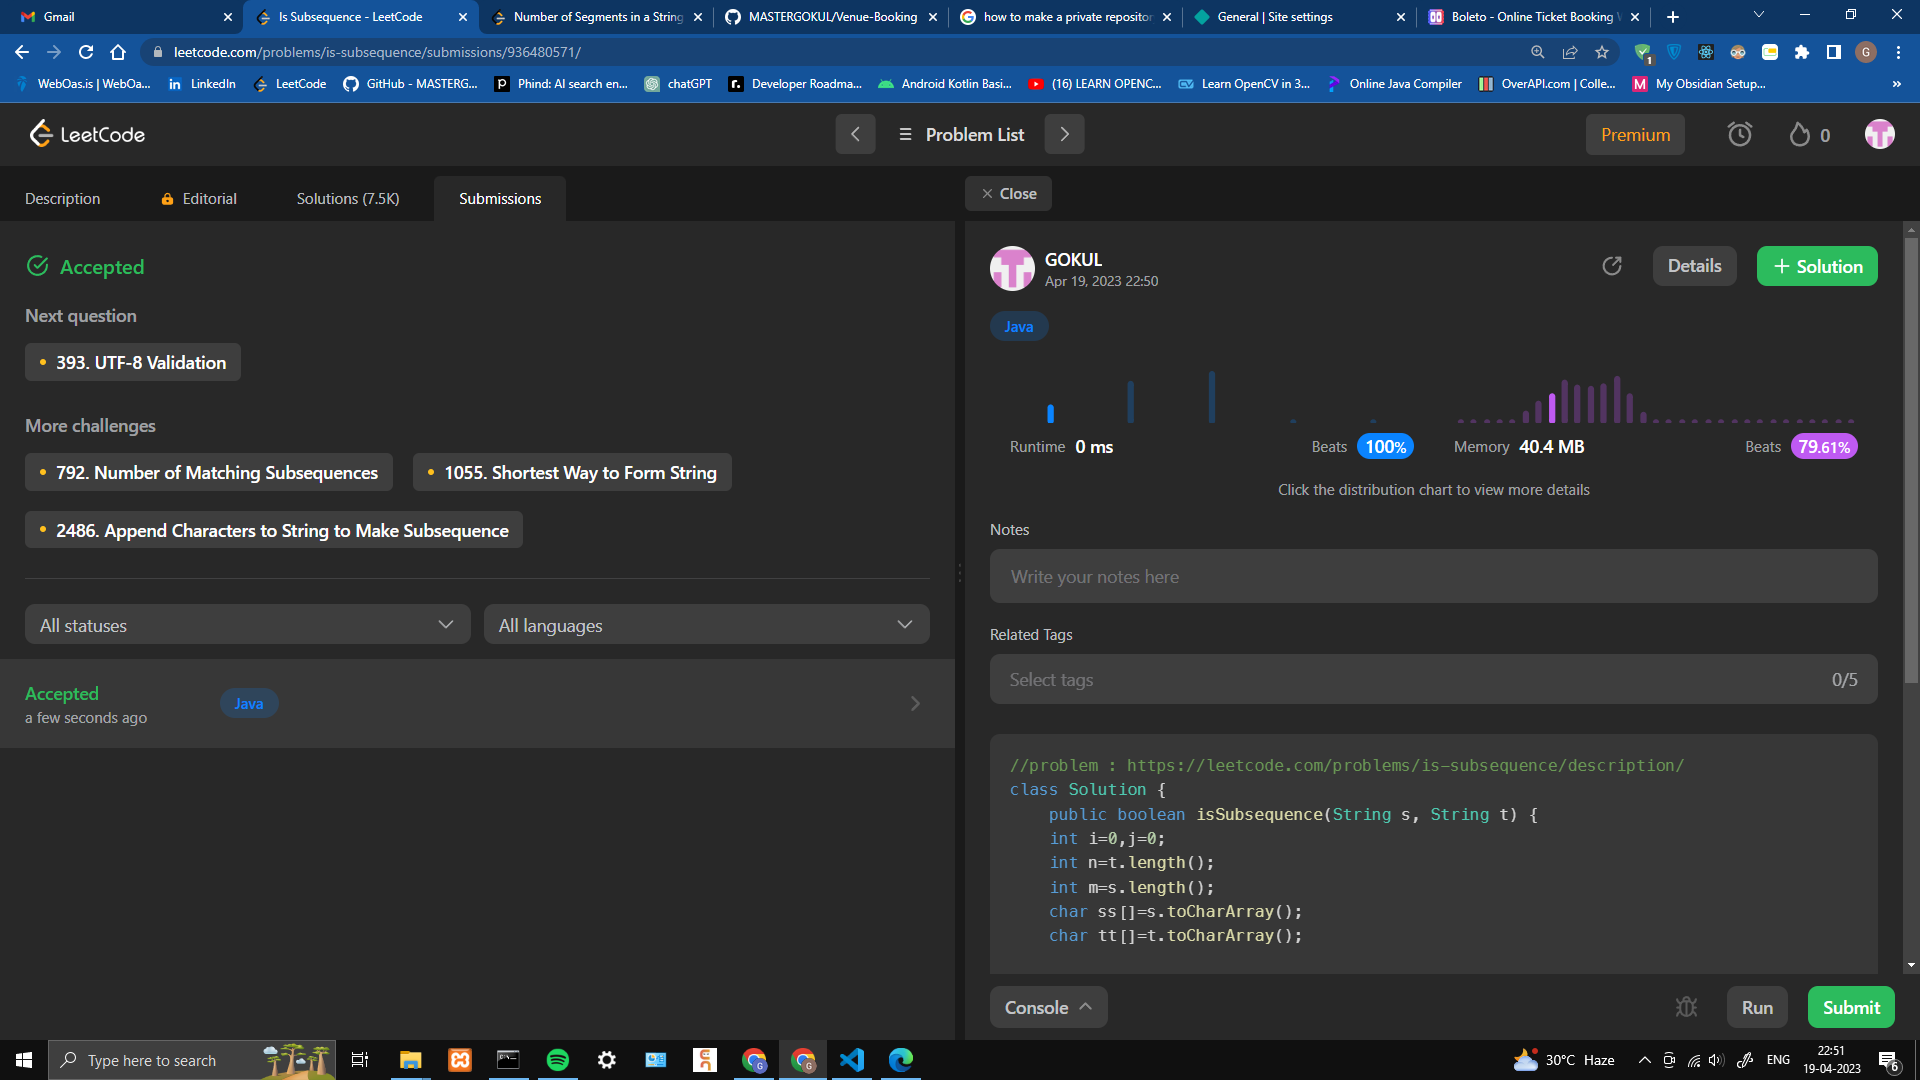 Gmail
Is Subsequence - LeetCode
Number of Segments in a String
MASTERGOKUL/Venue-Booking
how to make a private repositor
General | Site settings
Boleto - Online Ticket Booking
leetcode.com/problems/is-subsequence/submissions/936480571/
1
G
WebOas.is | WebOa...
LinkedIn
LeetCode
GitHub - MASTERG...
Phind: AI search en...
chatGPT
Developer Roadma...
Android Kotlin Basi...
(16) LEARN OPENC...
Learn OpenCV in 3...
Online Java Compiler
OverAPI.com | Colle...
My Obsidian Setup...
»
LeetCode
Problem List
Premium
0
Description
Editorial
Solutions (7.5K)
Submissions
Close
Accepted
GOKUL
Apr 19, 2023 22:50
Details
+ Solution
Next question
Java
393. UTF-8 Validation
More challenges
Runtime 0 ms
Beats 100%
Memory 40.4 MB
Beats 79.61%
792. Number of Matching Subsequences
1055. Shortest Way to Form String
Click the distribution chart to view more details
2486. Append Characters to String to Make Subsequence
Notes
Write your notes here
All statuses
All languages
Related Tags
Select tags
0/5
Accepted
a few seconds ago
Java
//problem : https://leetcode.com/problems/is-subsequence/description/
class Solution {
public boolean isSubsequence(String s, String t) {
int i=0,j=0;
int n=t.length();
int m=s.length();
char ss[]=s.toCharArray();
char tt[]=t.toCharArray();
Console
Run
Submit
Type here to search
30°C Haze
ENG
22:51
19-04-2023
6